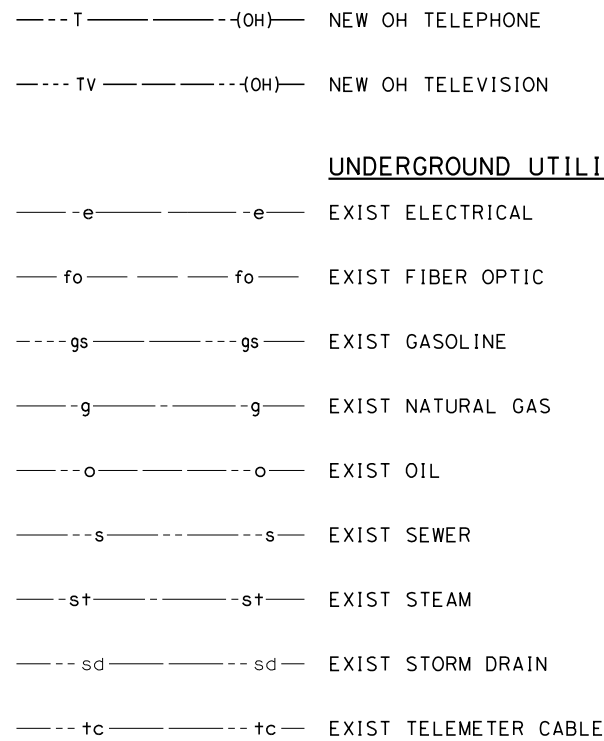 T (OH) NEW OH TELEPHONE
TV (OH) NEW OH TELEVISION
UNDERGROUND UTILI
e e EXIST ELECTRICAL
fo fo EXIST FIBER OPTIC
gs gs EXIST GASOLINE
g g EXIST NATURAL GAS
o o EXIST OIL
s s EXIST SEWER
st st EXIST STEAM
sd sd EXIST STORM DRAIN
tc tc EXIST TELEMETER CABLE